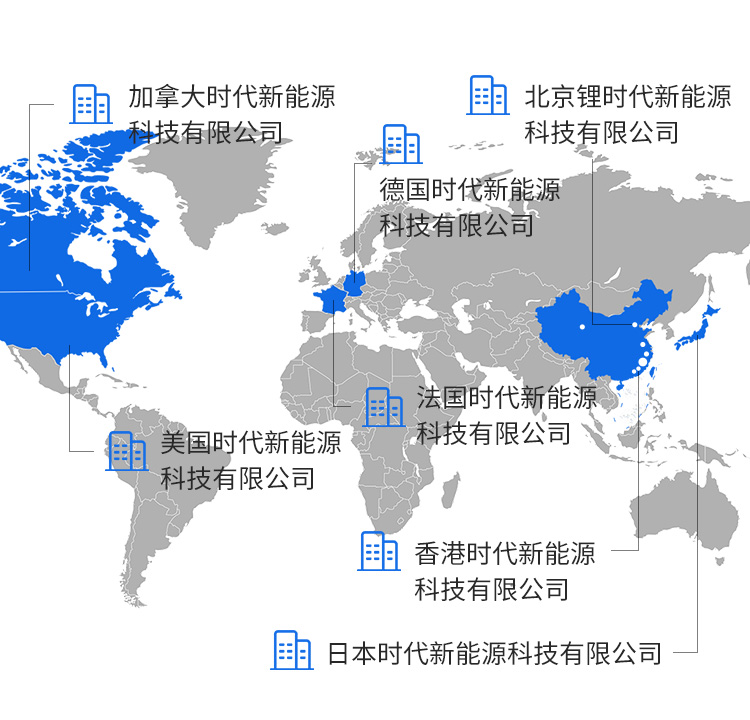 加拿大时代新能源
科技有限公司
北京锂时代新能源
科技有限公司
德国时代新能源
科技有限公司
法国时代新能源
科技有限公司
美国时代新能源
科技有限公司
香港时代新能源
科技有限公司
日本时代新能源科技有限公司